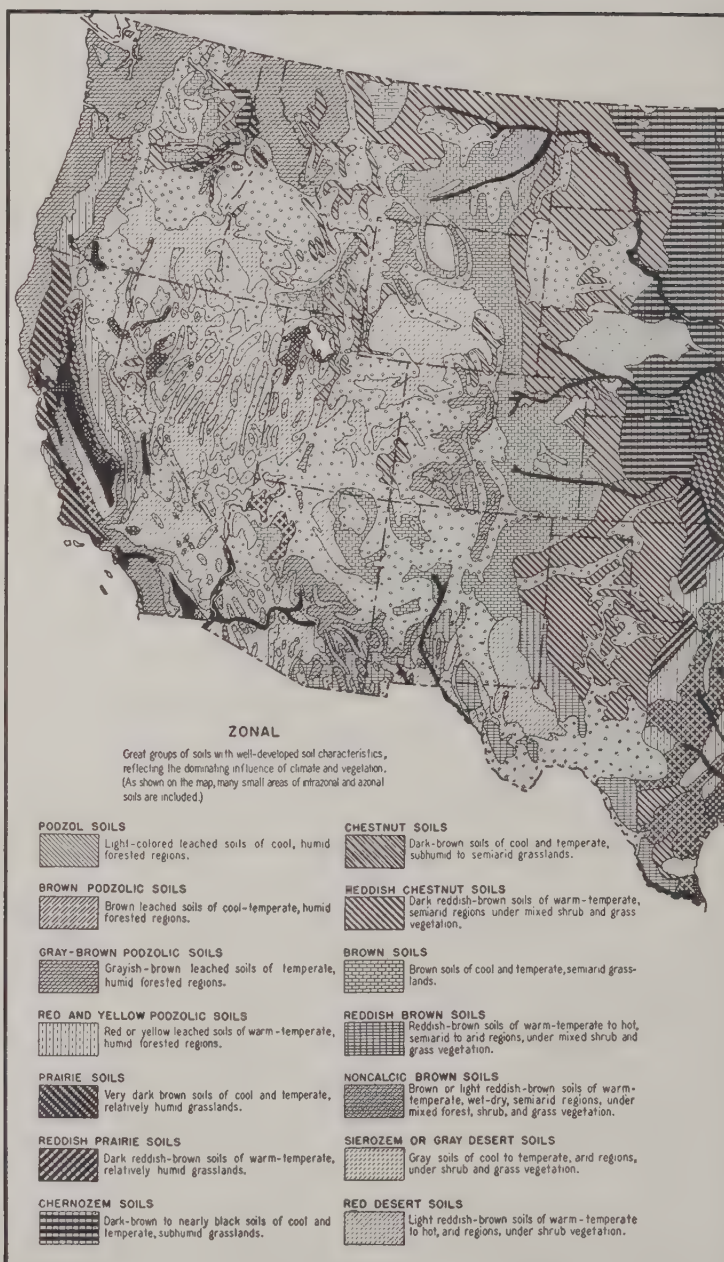 ZONAL
Great groups of soils with well-developed soil characteristics,
reflecting the dominating influence of climate and vegetation.
(As shown on the map, many small areas of intrazonal and azonal
soils are included.)
PODZOL SOILS
Light-colored leached soils of cool, humid
forested regions.
BROWN PODZOLIC SOILS
Brown leached soils of cool-temperate, humid
forested regions.
GRAY-BROWN PODZOLIC SOILS
Grayish-brown leached soils of temperate,
humid forested regions.
RED AND YELLOW PODZOLIC SOILS
Red or yellow leached soils of warm-temperate,
humid forested regions.
PRAIRIE SOILS
Very dark brown soils of cool and temperate,
relatively humid grasslands.
REDDISH PRAIRIE SOILS
Dark reddish-brown soils of warm-temperate,
relatively humid grasslands.
CHERNOZEM SOILS
Dark-brown to nearly black soils of cool and
temperate, subhumid grasslands.
CHESTNUT SOILS
Dark-brown soils of cool and temperate,
subhumid to semiarid grasslands.
REDDISH CHESTNUT SOILS
Dark reddish-brown soils of warm-temperate,
semiarid regions under mixed shrub and grass
vegetation.
BROWN SOILS
Brown soils of cool and temperate, semiarid grass-
lands.
REDDISH BROWN SOILS
Reddish-brown soils of warm-temperate to hot,
semiarid to arid regions, under mixed shrub and
grass vegetation.
NONCALCIC BROWN SOILS
Brown or light reddish-brown soils of warm-
temperate, wet-dry, semiarid regions, under
mixed forest, shrub, and grass vegetation.
SIEROZEM OR GRAY DESERT SOILS
Gray soils of cool to temperate, arid regions,
under shrub and grass vegetation.
RED DESERT SOILS
Light reddish-brown soils of warm-temperate
to hot, arid regions, under shrub vegetation.